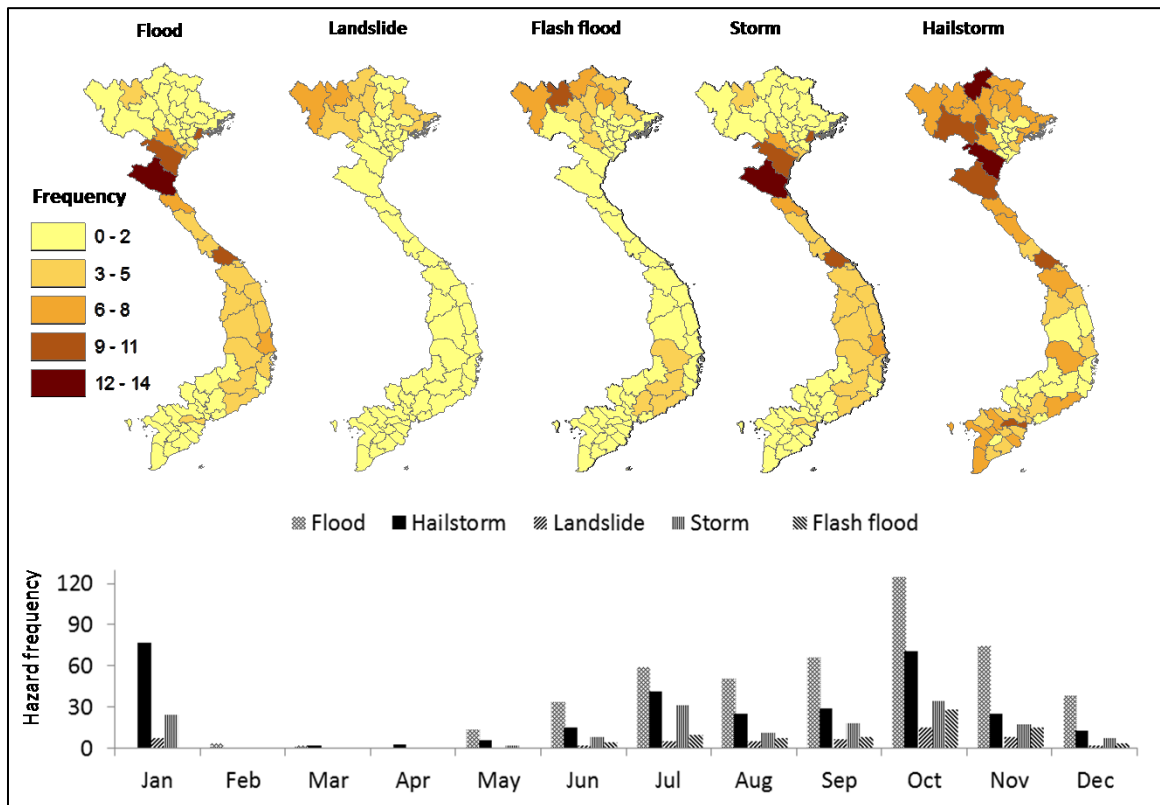 Flood Landslide Flash flood Storm Hailstorm
Frequency
0 - 2
3 - 5
6 - 8
9 - 11
12 - 14
Flood Hailstorm Landslide Storm Flash flood
Hazard frequency
120
90
60
30
0
Jan Feb Mar Apr May Jun Jul Aug Sep Oct Nov Dec